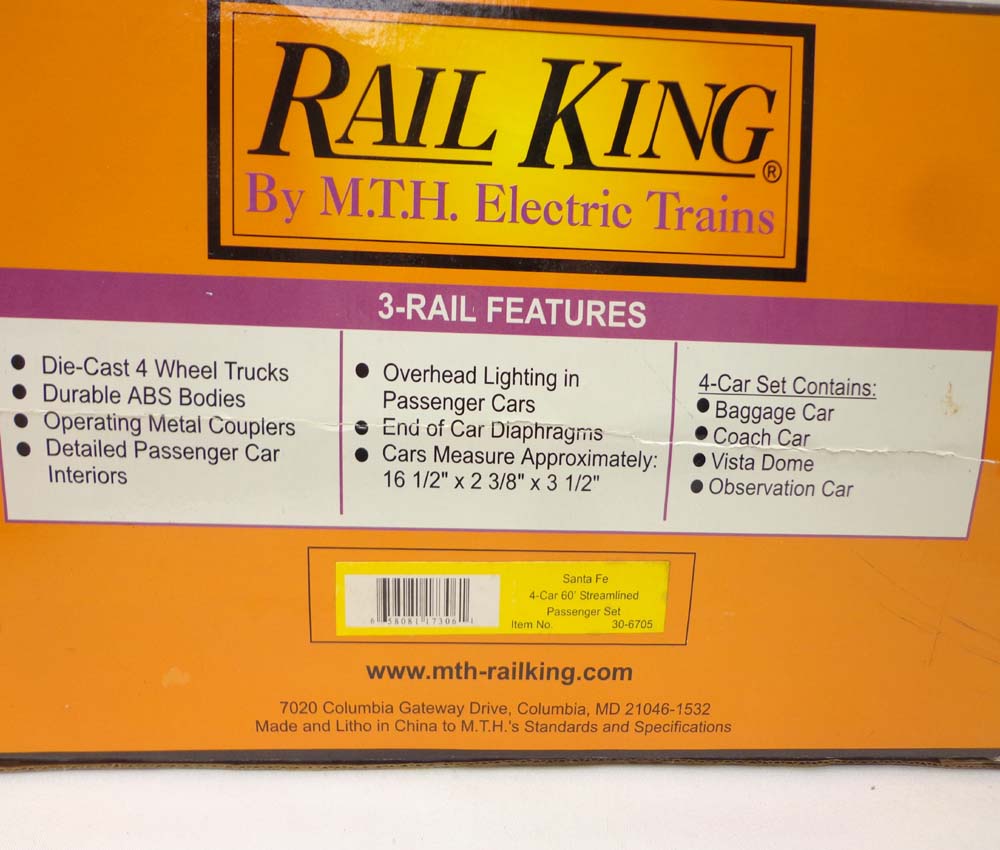 RAIL KING®
By M.T.H. Electric Trains
3-RAIL FEATURES
● Die-Cast 4 Wheel Trucks
● Durable ABS Bodies
● Operating Metal Couplers
● Detailed Passenger Car
Interiors
● Overhead Lighting in
Passenger Cars
● End of Car Diaphragms
● Cars Measure Approximately:
16 1/2" x 2 3/8" x 3 1/2"
4-Car Set Contains:
● Baggage Car
● Coach Car
● Vista Dome
● Observation Car
6 58081 17306 1
Santa Fe
4-Car 60' Streamlined
Passenger Set
Item No. 30-6705
www.mth-railking.com
7020 Columbia Gateway Drive, Columbia, MD 21046-1532
Made and Litho in China to M.T.H.'s Standards and Specifications